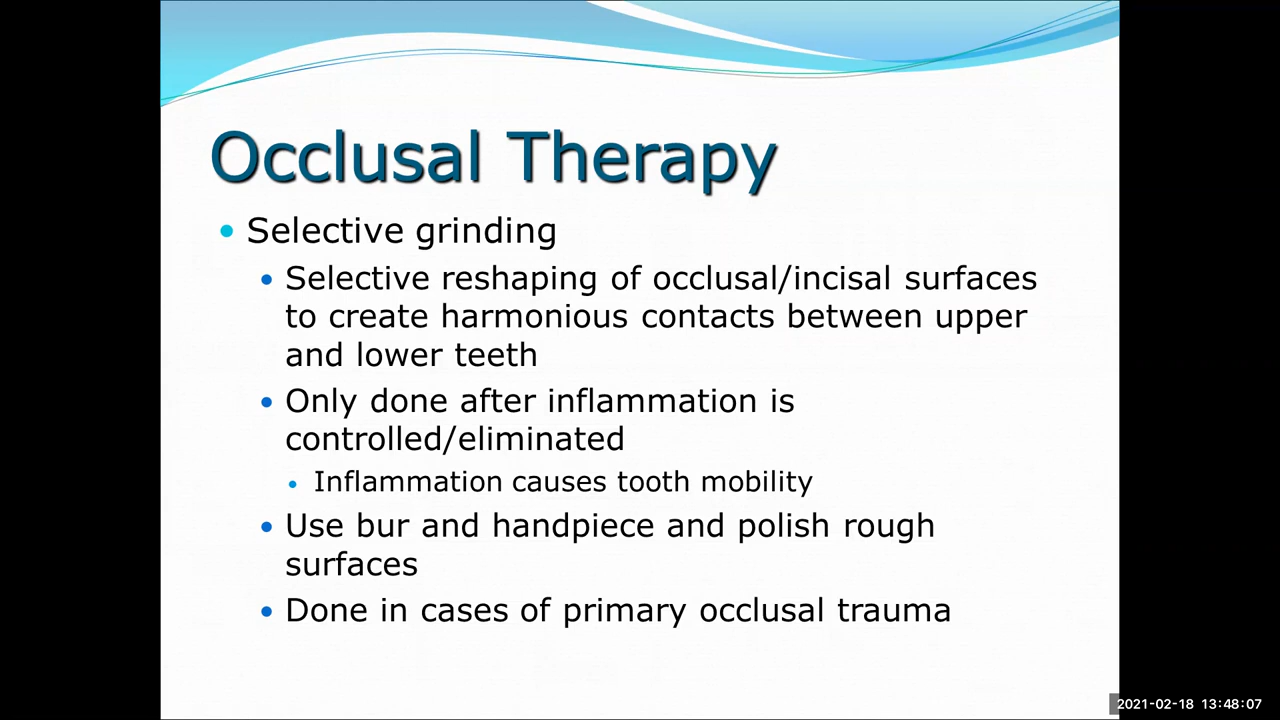 Occlusal Therapy
• Selective grinding
• Selective reshaping of occlusal/incisal surfaces
to create harmonious contacts between upper
and lower teeth
• Only done after inflammation is
controlled/eliminated
• Inflammation causes tooth mobility
• Use bur and handpiece and polish rough
surfaces
• Done in cases of primary occlusal trauma
2021-02-18 13:48:07